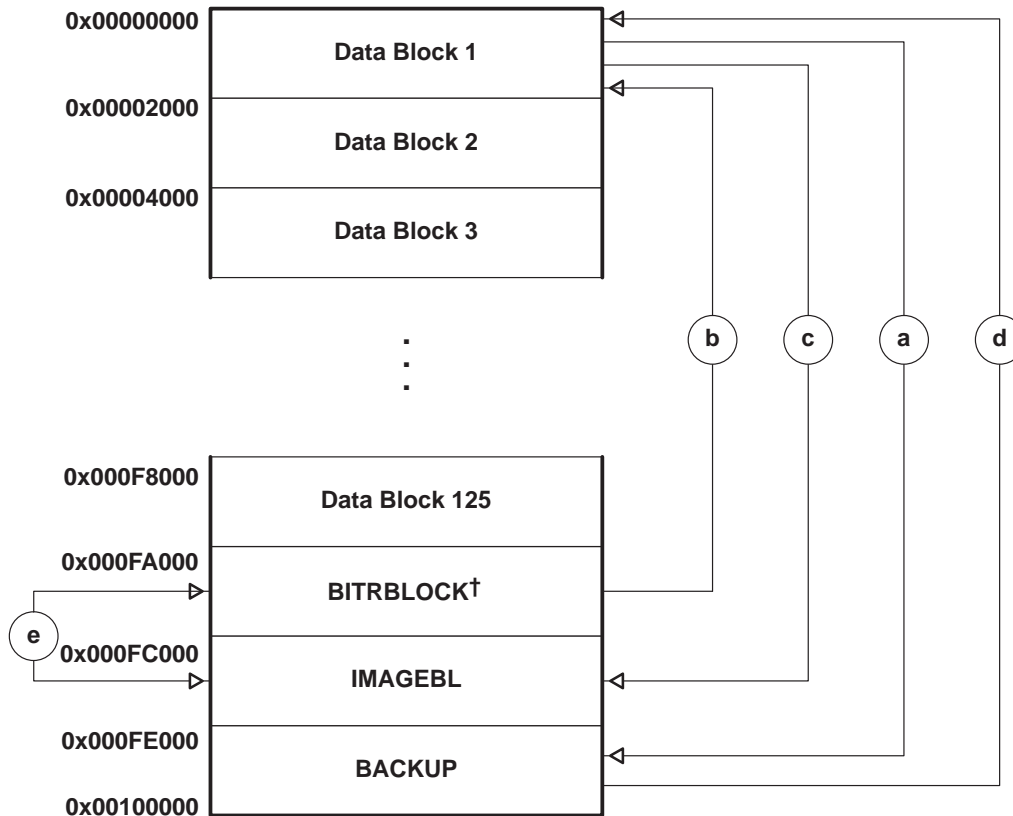 0x00000000
Data Block 1
0x00002000
Data Block 2
0x00004000
Data Block 3
b
c
a
d
0x000F8000
Data Block 125
0x000FA000
BITRBLOCK†
e
0x000FC000
IMAGEBL
0x000FE000
BACKUP
0x00100000